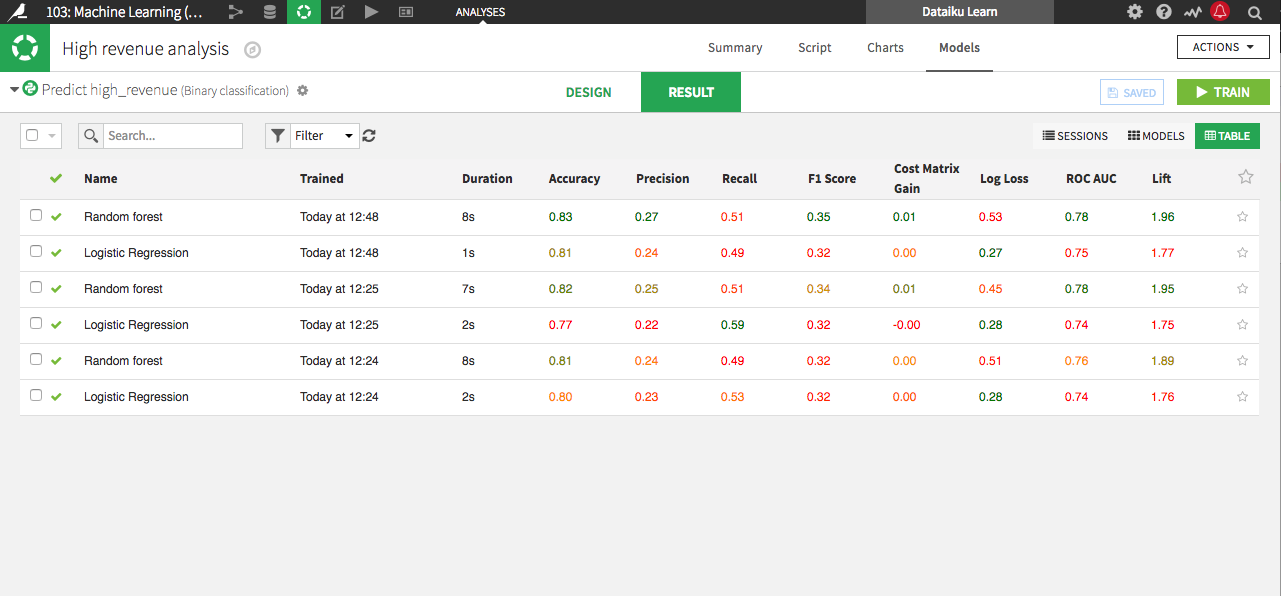 103: Machine Learning (... ANALYSES Dataiku Learn
High revenue analysis Summary Script Charts Models ACTIONS
Predict high_revenue (Binary classification) DESIGN RESULT SAVED TRAIN
Search... Filter SESSIONS MODELS TABLE
Name Trained Duration Accuracy Precision Recall F1 Score Cost Matrix Gain Log Loss ROC AUC Lift
Random forest Today at 12:48 8s 0.83 0.27 0.51 0.35 0.01 0.53 0.78 1.96
Logistic Regression Today at 12:48 1s 0.81 0.24 0.49 0.32 0.00 0.27 0.75 1.77
Random forest Today at 12:25 7s 0.82 0.25 0.51 0.34 0.01 0.45 0.78 1.95
Logistic Regression Today at 12:25 2s 0.77 0.22 0.59 0.32 -0.00 0.28 0.74 1.75
Random forest Today at 12:24 8s 0.81 0.24 0.49 0.32 0.00 0.51 0.76 1.89
Logistic Regression Today at 12:24 2s 0.80 0.23 0.53 0.32 0.00 0.28 0.74 1.76